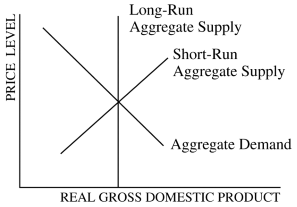 Long-Run
Aggregate Supply
Short-Run
Aggregate Supply
PRICE LEVEL
Aggregate Demand
REAL GROSS DOMESTIC PRODUCT